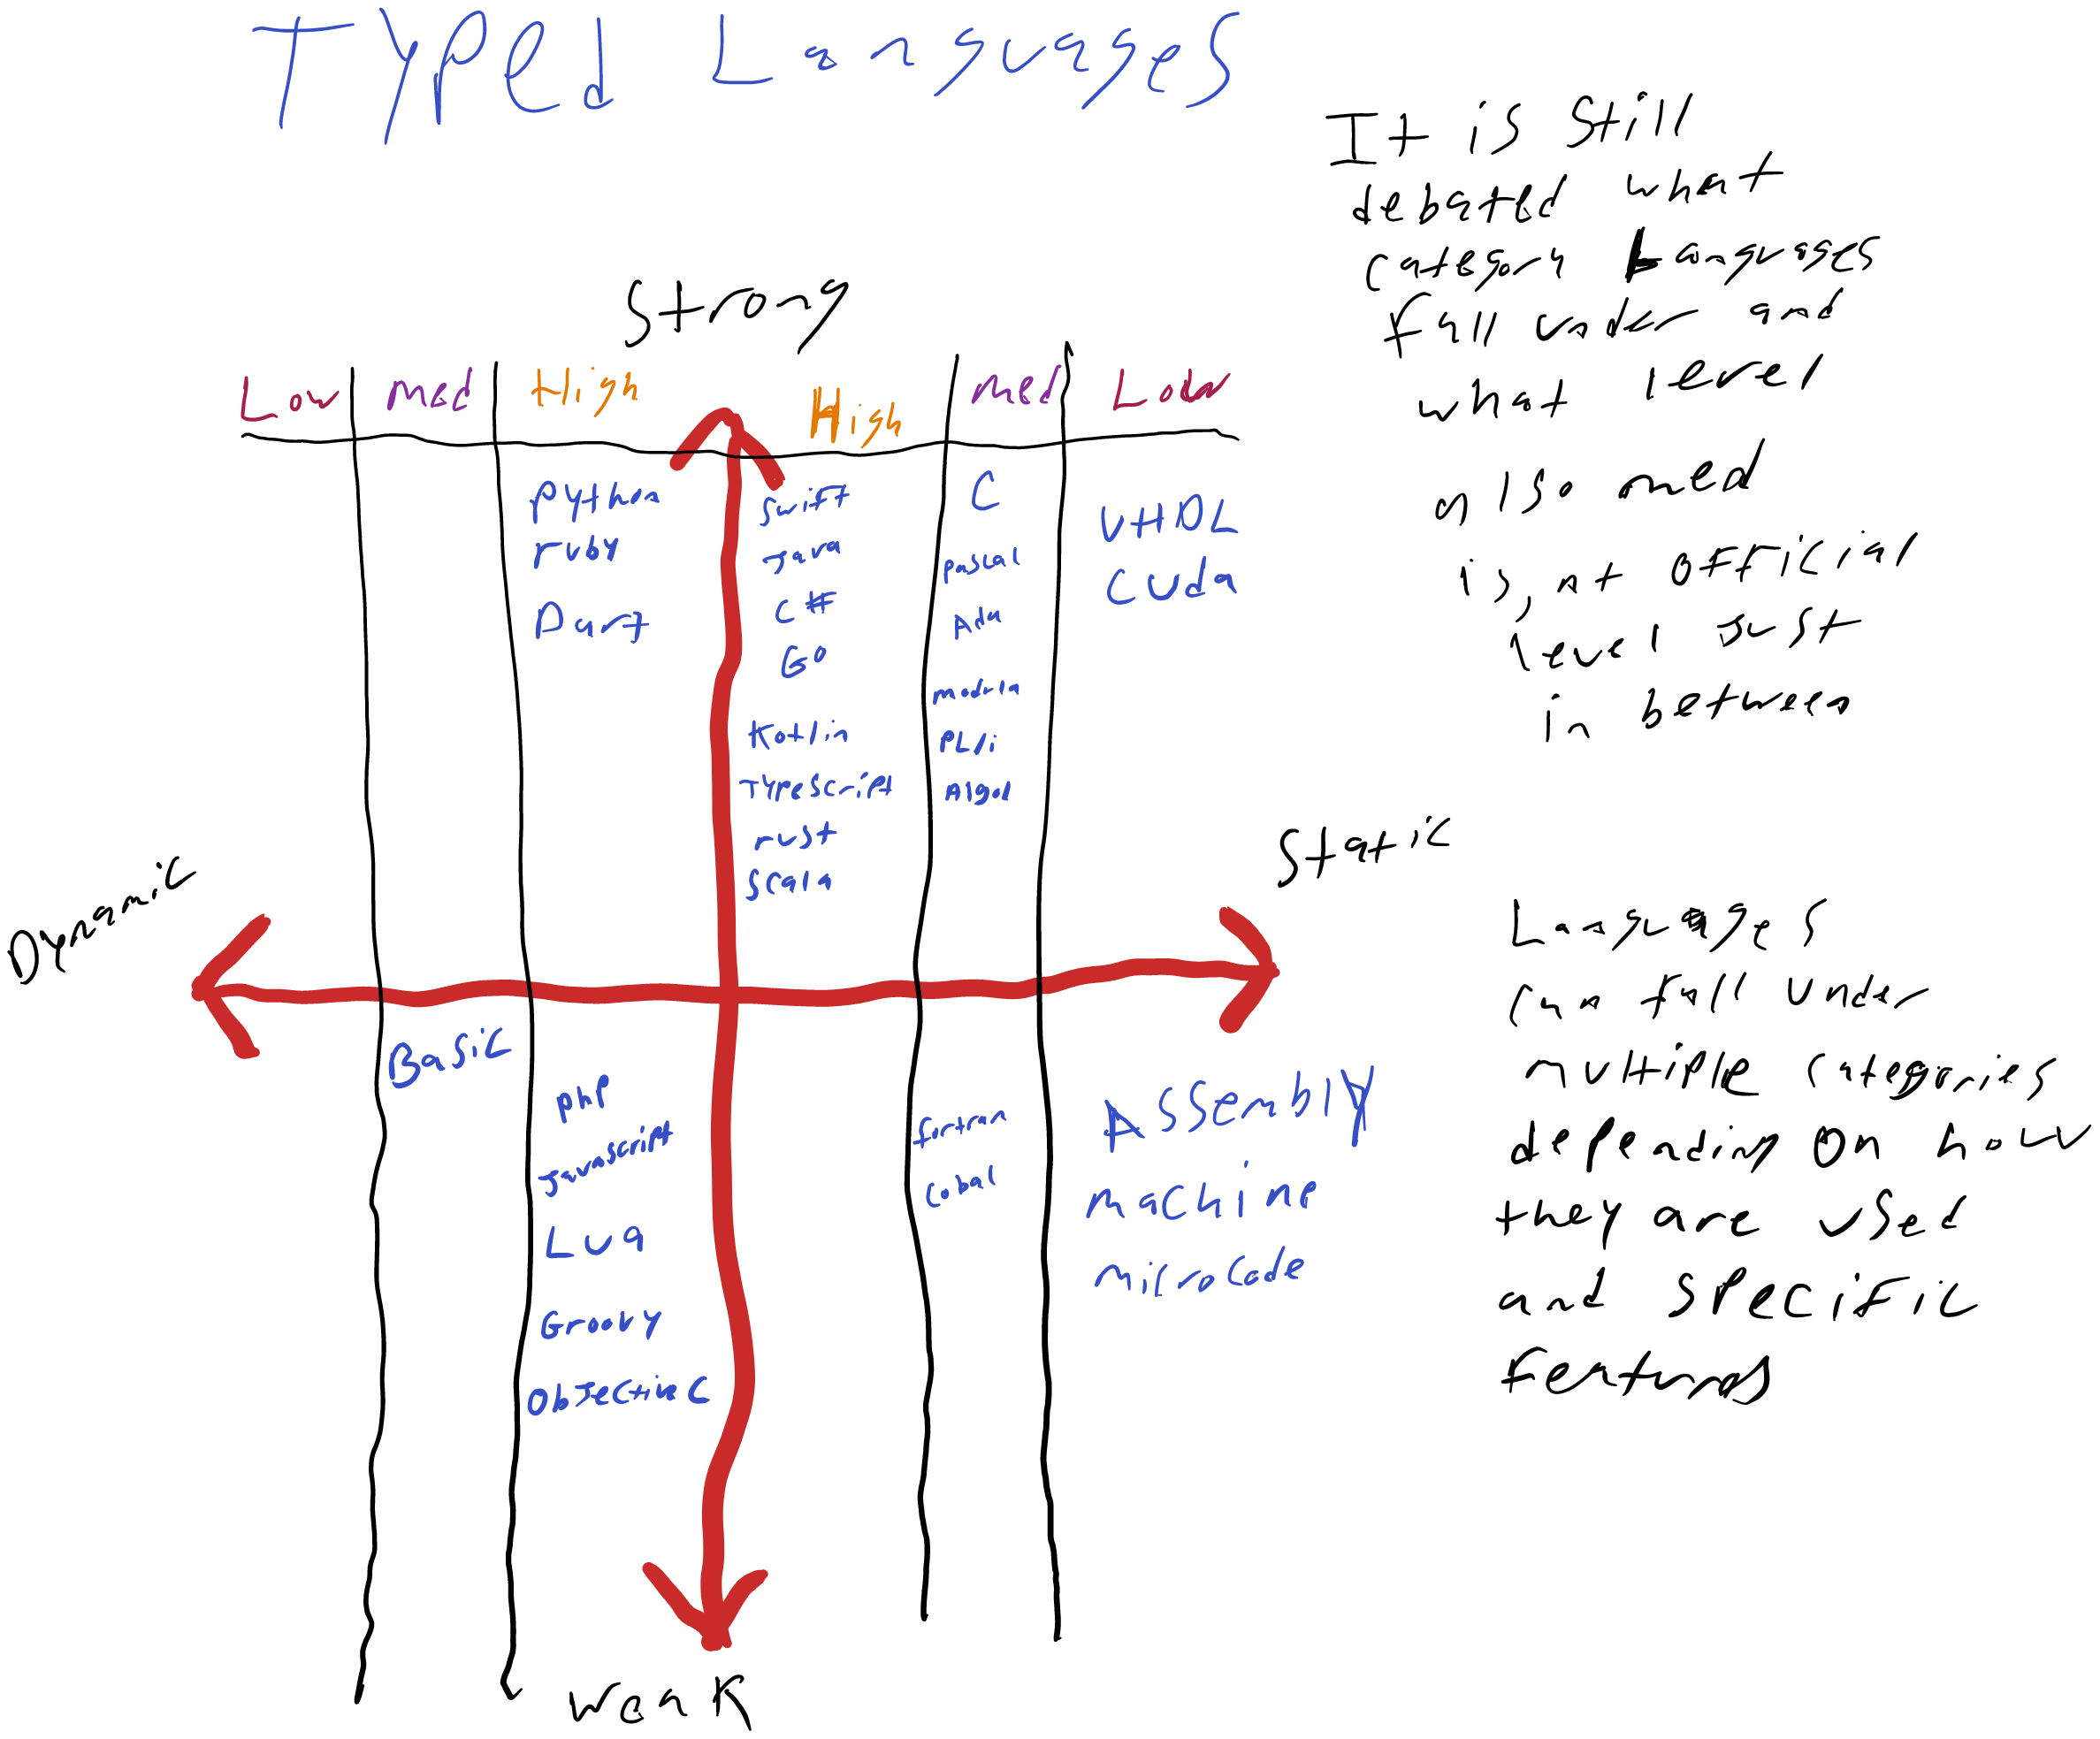 Typed Languages
It is still
debated what
category Languages
fall under and
what level
also med
is, nt official
level just
in between
Strong
Low med High High med Low
Python
ruby
Dart
Swift
Java
C#
Go
Kotlin
Typescript
rust
Scala
C
pascal
Ada
modula
PL/i
Algol
VHDL
Cuda
Dynamic
Static
Basic
PHP
Javascript
Lua
Groovy
Objective C
fortran
Cobal
Assembly
Machine
microcode
Languages
can fall under
multiple categories
depending on how
they are used
and specific
features
Weak